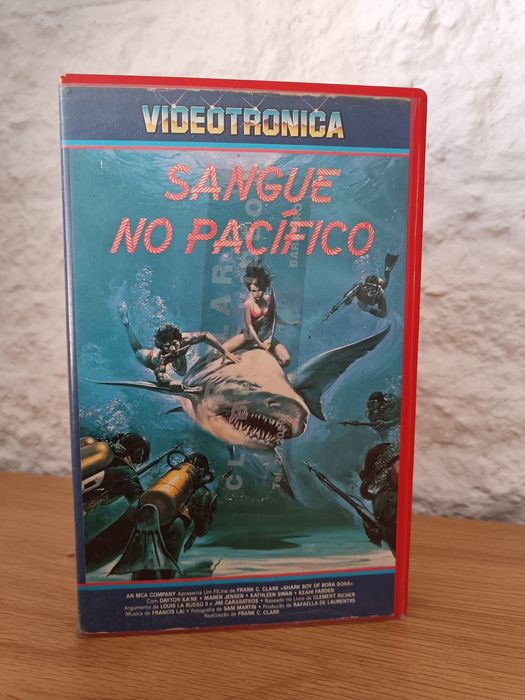 VIDEOTRONICA
SANGUE
NO PACÍFICO
AN MCA COMPANY Apresenta Um Filme de FRANK C. CLARK «SHARK BOY OF BORA BORA»
Com DAYTON KA'NE • MAREN JENSEN • KATHLEEN SWAN • KEAHI FARDEN
Argumento de LOUIS LA RUSSO II e JIM CARABATSOS • Baseado no Livro de CLEMENT RICHER
Musica de FRANCIS LAI • Fotografia de SAM MARTIN • Produção de RAFAELLA DE LAURENTIIS
Realização de FRANK C. CLARK